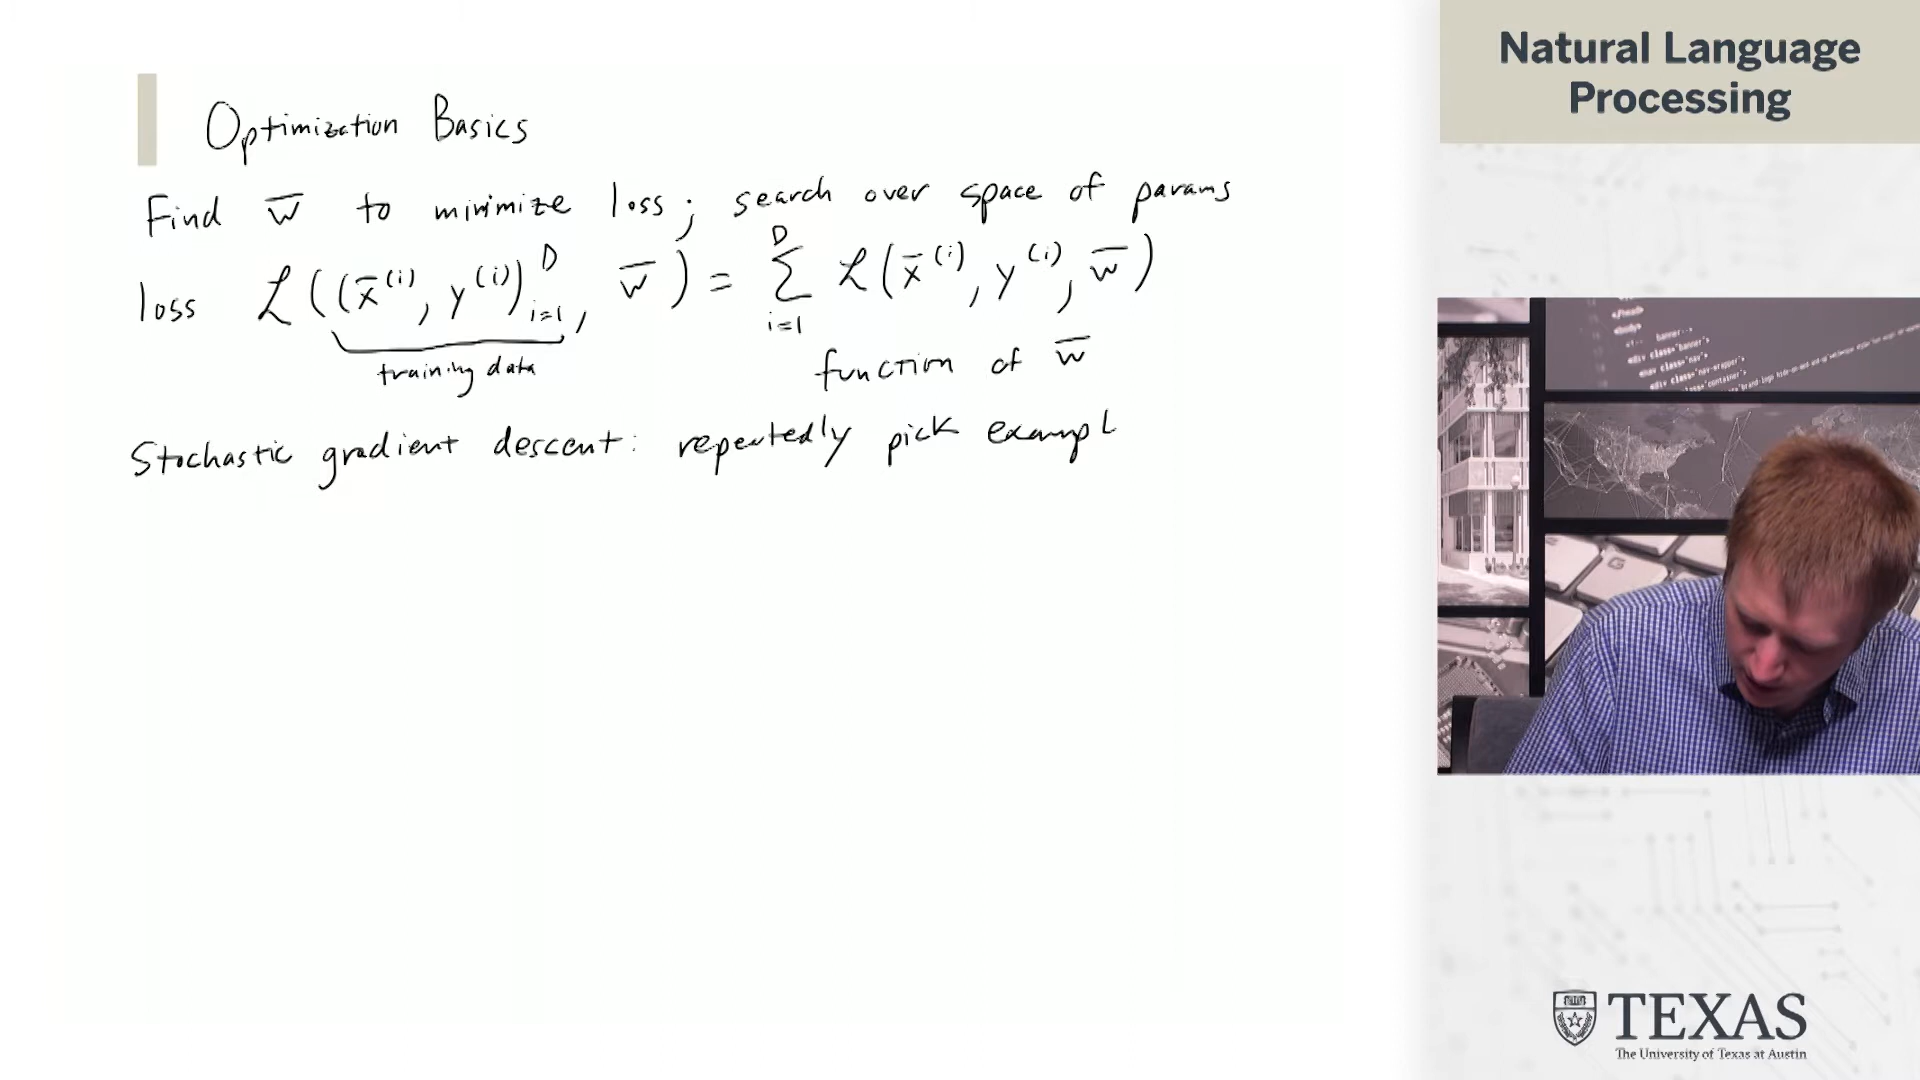 Optimization Basics
Find w̅ to minimize loss; search over space of params
loss ℒ((x̅⁽ⁱ⁾, y⁽ⁱ⁾)ᴰᵢ₌₁, w̅) = Σᴰᵢ₌₁ ℒ(x̅⁽ⁱ⁾, y⁽ⁱ⁾, w̅)
training data
function of w̅
Stochastic gradient descent: repeatedly pick exampl
Natural Language
Processing
TEXAS
The University of Texas at Austin